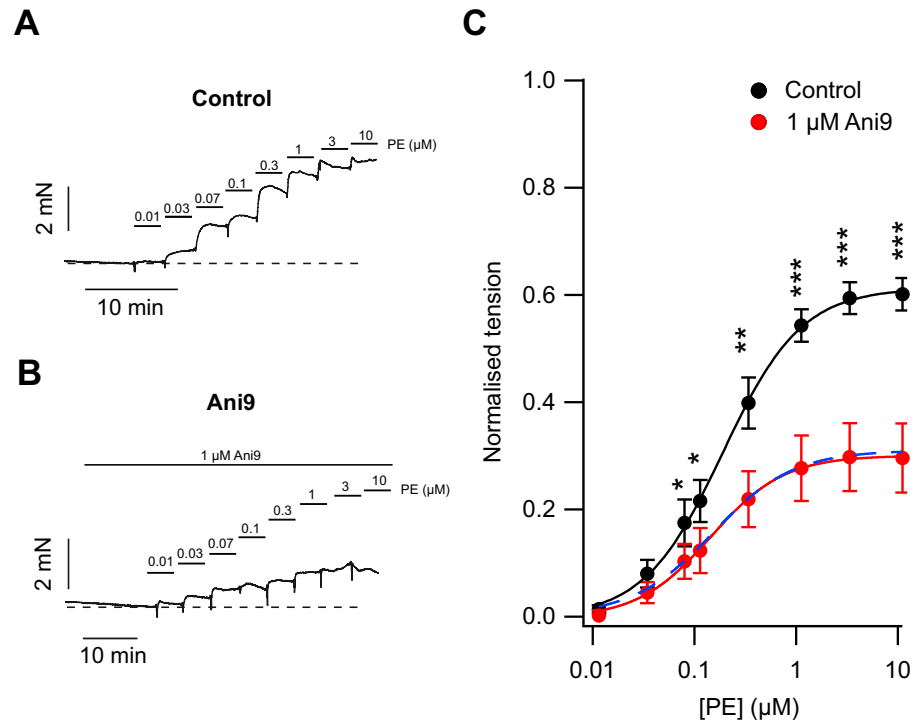 A
Control
10
3
1
0.3
0.1
0.07
0.03
0.01
PE (µM)
2 mN
10 min
B
Ani9
1 µM Ani9
10
3
1
0.3
0.1
0.07
0.03
0.01
PE (µM)
2 mN
10 min
C
Control
1 µM Ani9
1.0
0.8
0.6
0.4
0.2
0.0
Normalised tension
*
*
**
***
***
***
0.01 0.1 1 10
[PE] (µM)